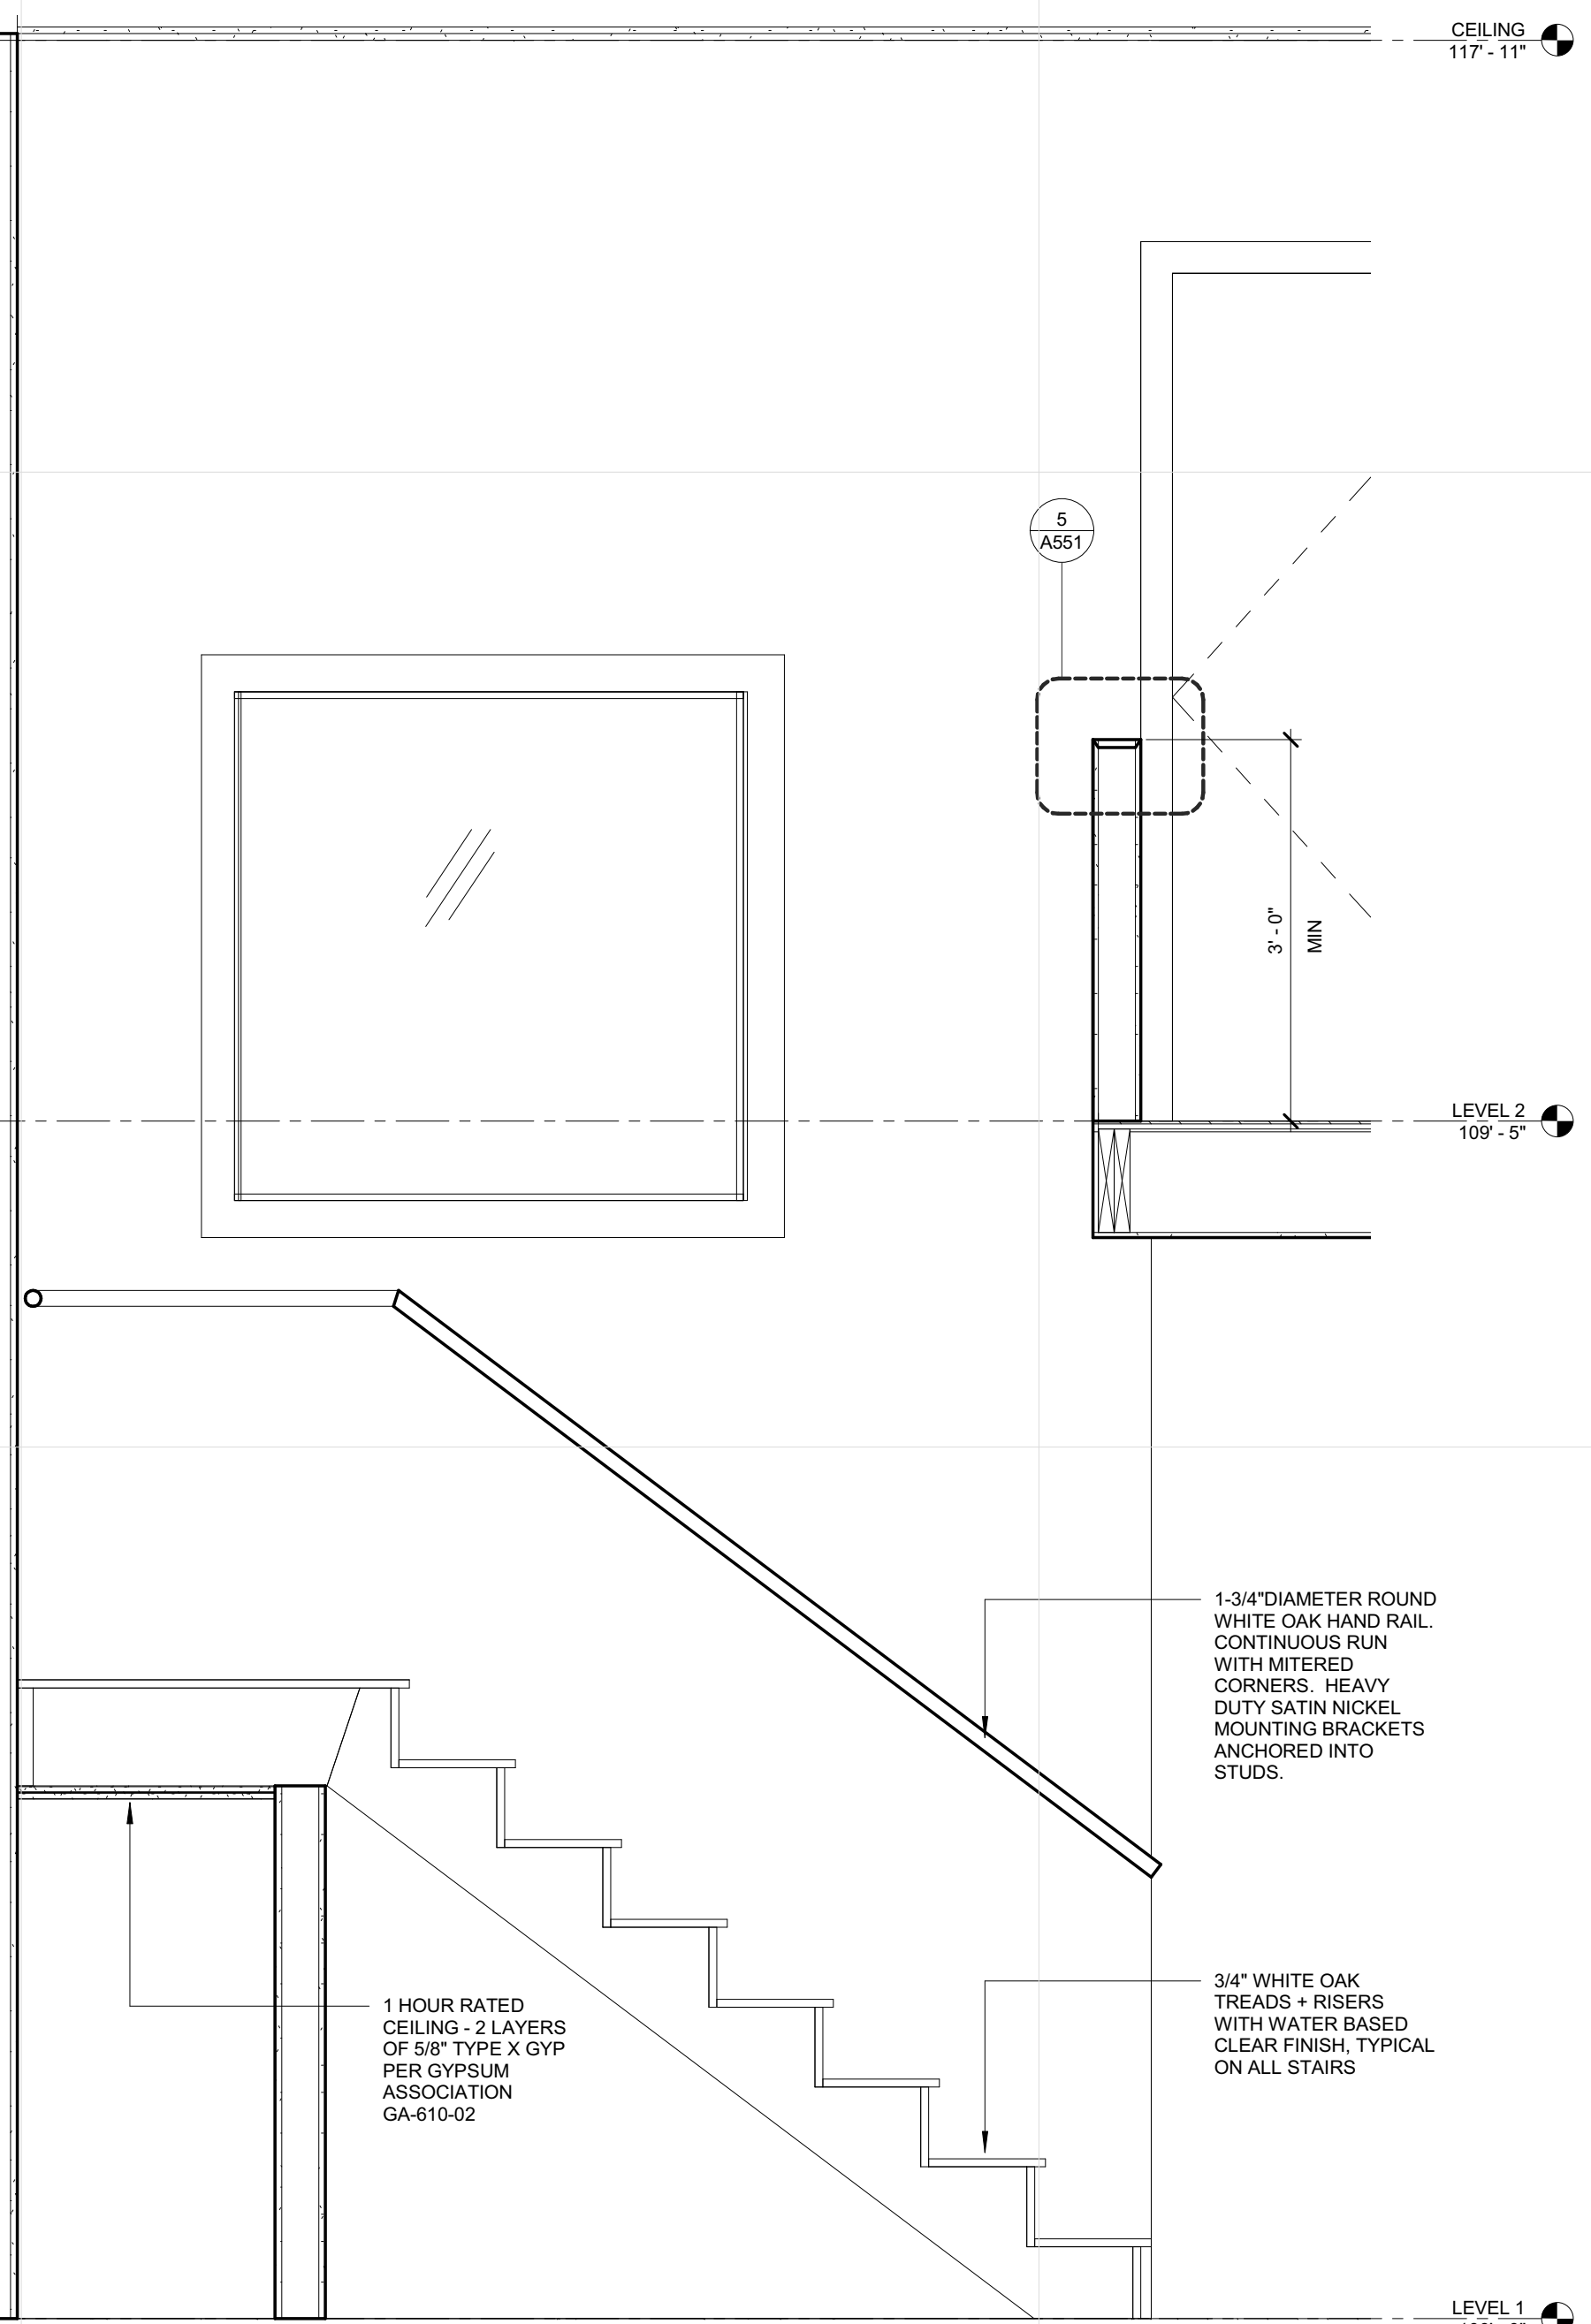 CEILING
117' - 11"
5
A551
3' - 0"
MIN
LEVEL 2
109' - 5"
1-3/4"DIAMETER ROUND
WHITE OAK HAND RAIL.
CONTINUOUS RUN
WITH MITERED
CORNERS. HEAVY
DUTY SATIN NICKEL
MOUNTING BRACKETS
ANCHORED INTO
STUDS.
3/4" WHITE OAK
TREADS + RISERS
WITH WATER BASED
CLEAR FINISH, TYPICAL
ON ALL STAIRS
1 HOUR RATED
CEILING - 2 LAYERS
OF 5/8" TYPE X GYP
PER GYPSUM
ASSOCIATION
GA-610-02
LEVEL 1